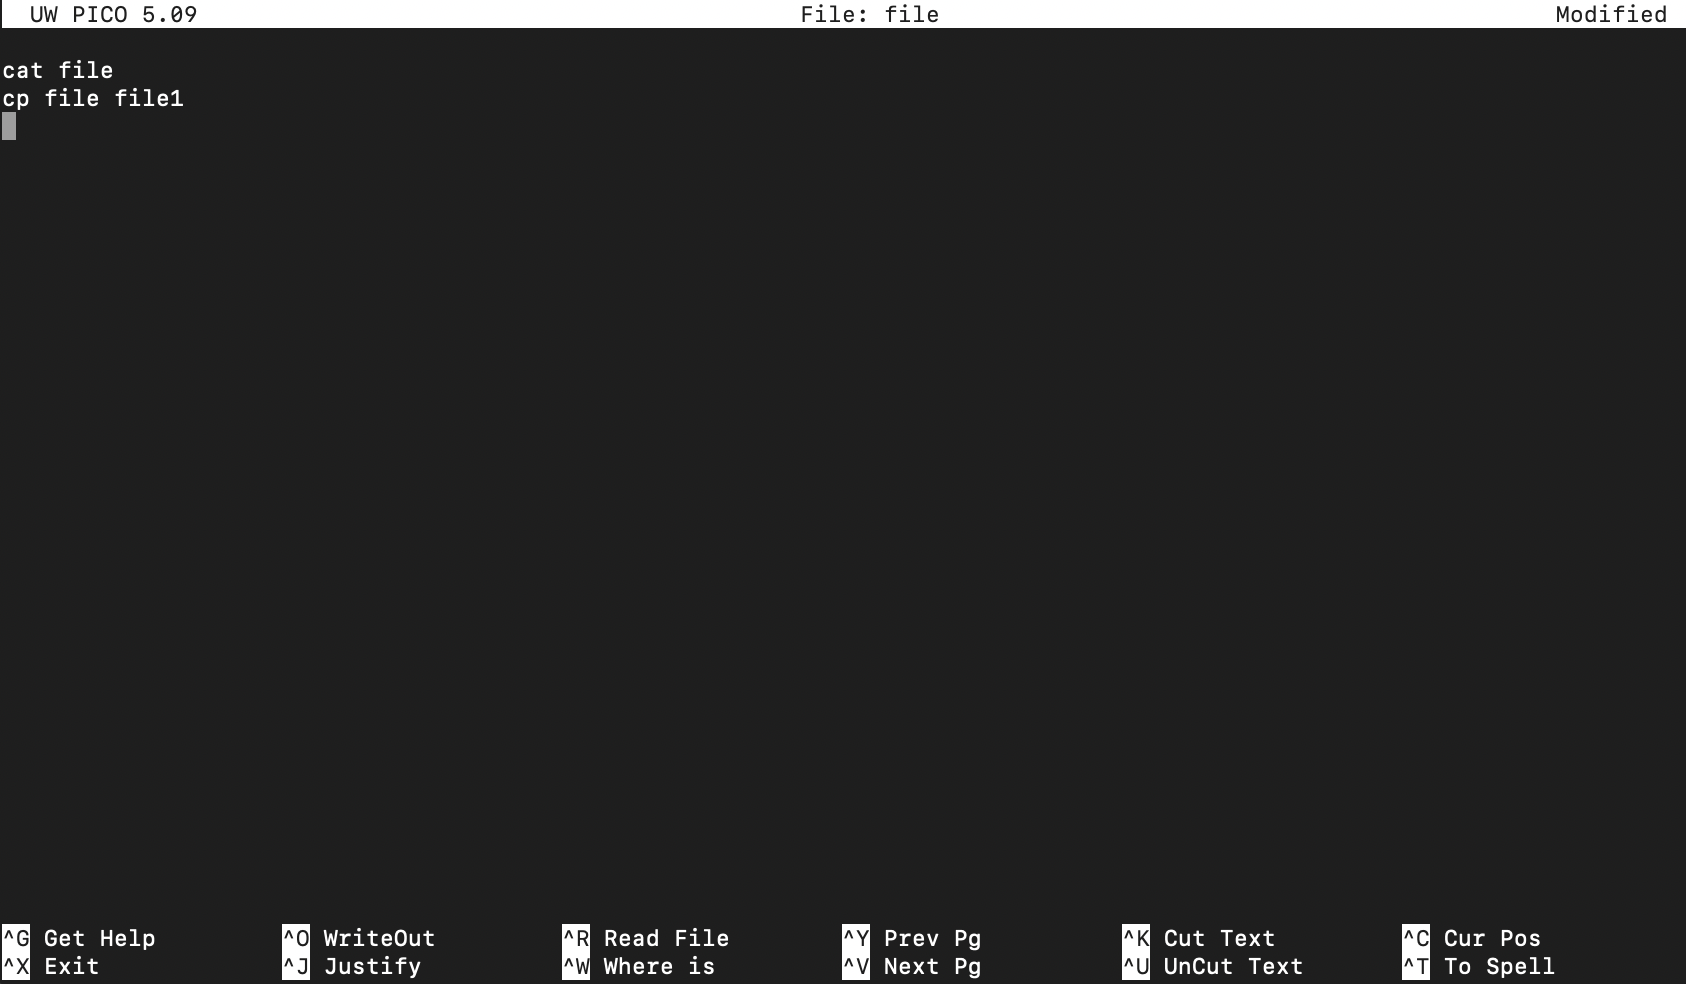 UW PICO 5.09 File: file Modified
cat file
cp file file1
^G Get Help ^O WriteOut ^R Read File ^Y Prev Pg ^K Cut Text ^C Cur Pos
^X Exit ^J Justify ^W Where is ^V Next Pg ^U UnCut Text ^T To Spell